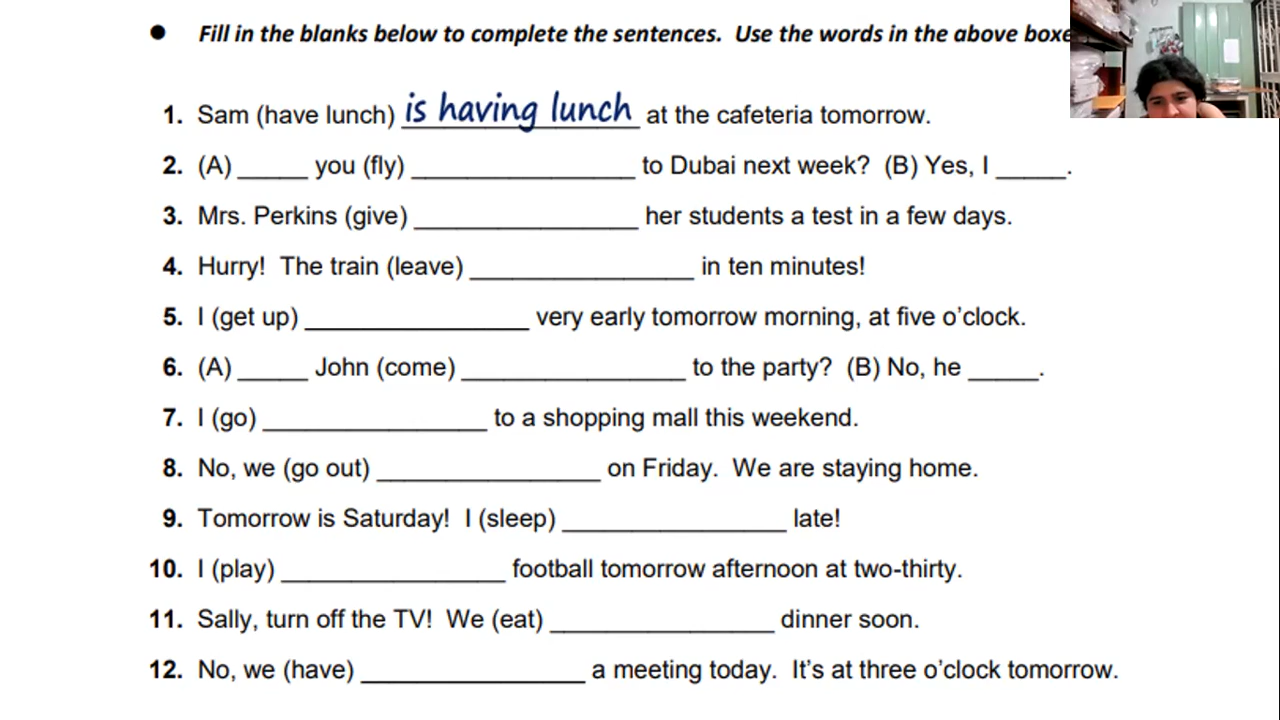 ● Fill in the blanks below to complete the sentences. Use the words in the above boxe
1. Sam (have lunch) is having lunch at the cafeteria tomorrow.
2. (A) _____ you (fly) ________________ to Dubai next week? (B) Yes, I _____.
3. Mrs. Perkins (give) ________________ her students a test in a few days.
4. Hurry! The train (leave) ________________ in ten minutes!
5. I (get up) ________________ very early tomorrow morning, at five o'clock.
6. (A) _____ John (come) ________________ to the party? (B) No, he _____.
7. I (go) ________________ to a shopping mall this weekend.
8. No, we (go out) ________________ on Friday. We are staying home.
9. Tomorrow is Saturday! I (sleep) ________________ late!
10. I (play) ________________ football tomorrow afternoon at two-thirty.
11. Sally, turn off the TV! We (eat) ________________ dinner soon.
12. No, we (have) ________________ a meeting today. It's at three o'clock tomorrow.